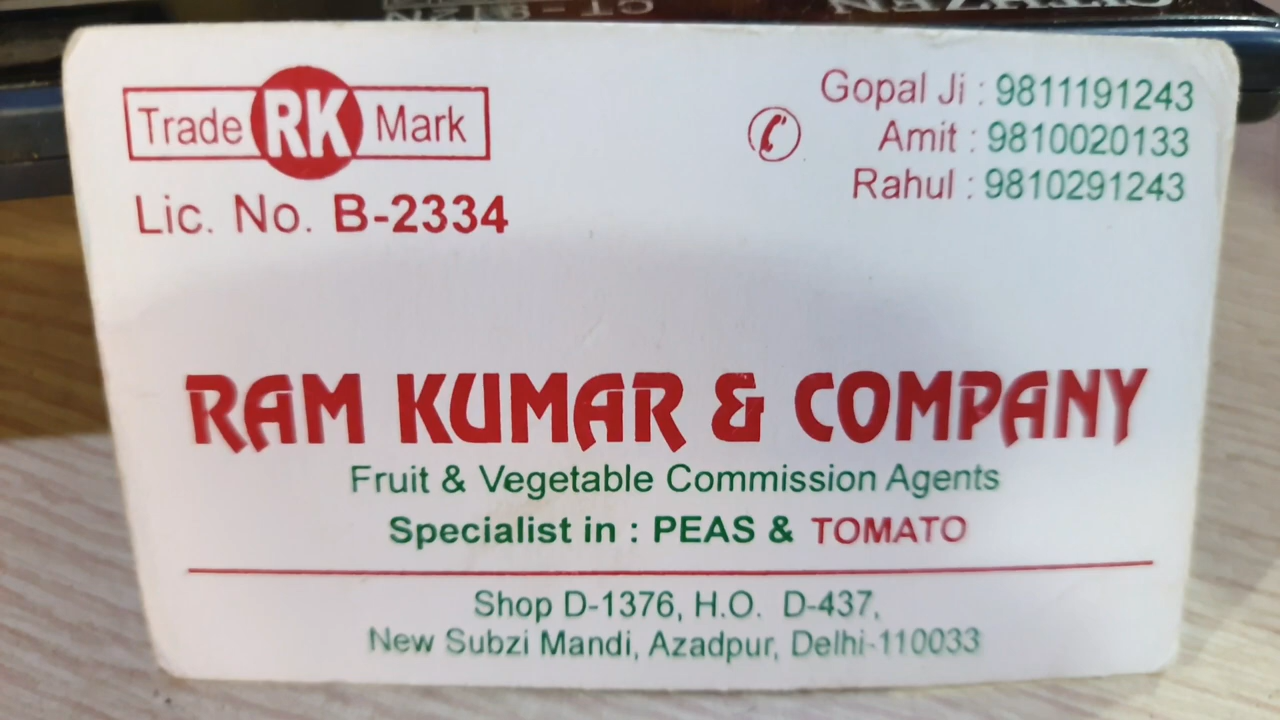 Trade RK Mark
Lic. No. B-2334
Gopal Ji : 9811191243
Amit : 9810020133
Rahul : 9810291243
RAM KUMAR & COMPANY
Fruit & Vegetable Commission Agents
Specialist in : PEAS & TOMATO
Shop D-1376, H.O. D-437,
New Subzi Mandi, Azadpur, Delhi-110033